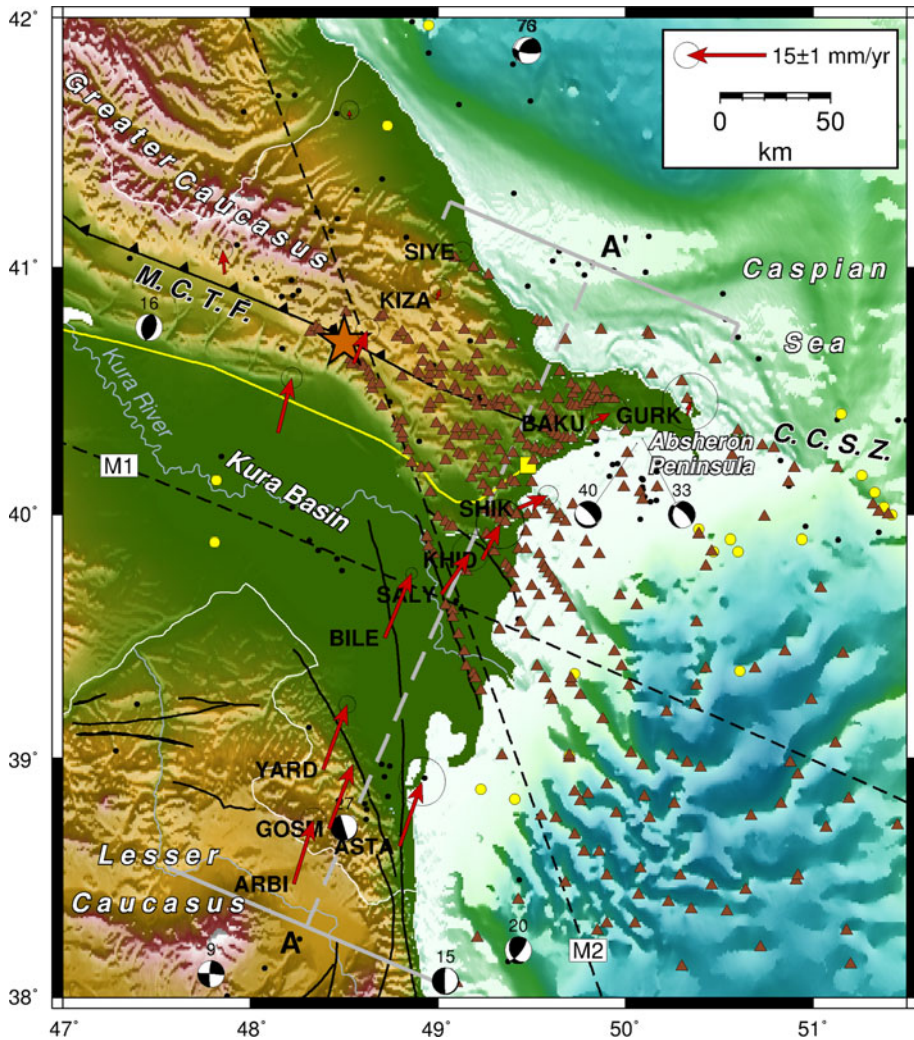 42˚
41˚
40˚
39˚
38˚
47˚
48˚
49˚
50˚
51˚
15±1 mm/yr
0 50
km
Greater Caucasus
M. C. T. F.
SIYE
KIZA
A'
Caspian
Sea
16
Kura River
M1
Kura Basin
BAKU
GURK
Absheron
Peninsula
C. C. S. Z.
SHIK
40
33
KHID
SALY
BILE
YARD
GOSM
ASTA
ARBI
Lesser
Caucasus
A
9
15
20
M2